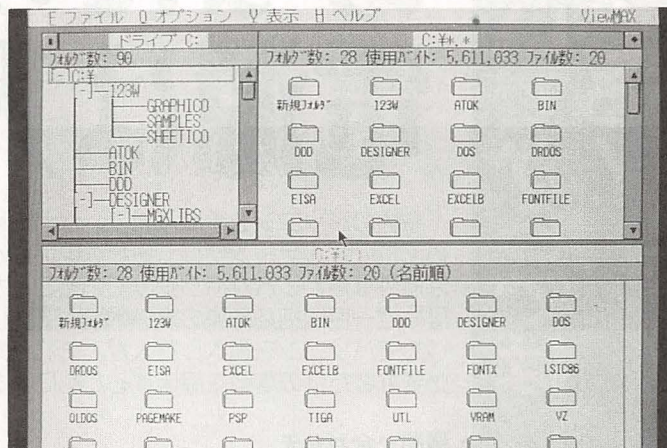 F ファイル O オプション V 表示 H ヘルプ ViewMAX
ドライブ C:
フォルダ数: 90
[-]C:¥
[-]─123W
GRAPHICO
SAMPLES
SHEETICO
ATOK
BIN
DDD
[-]─DESIGNER
[-]─MGXLIBS
C:¥*.*
フォルダ数: 28 使用バイト: 5,611,033 ファイル数: 20
新規フォルダ 123W ATOK BIN
DDD DESIGNER DOS DRDOS
EISA EXCEL EXCELB FONTFILE
フォルダ数: 28 使用バイト: 5,611,033 ファイル数: 20 (名前順)
新規フォルダ 123W ATOK BIN DDD DESIGNER DOS
DRDOS EISA EXCEL EXCELB FONTFILE FONTX LSIC86
OLDOS PAGEMAKE PSP TIGA UTL VRAM VZ